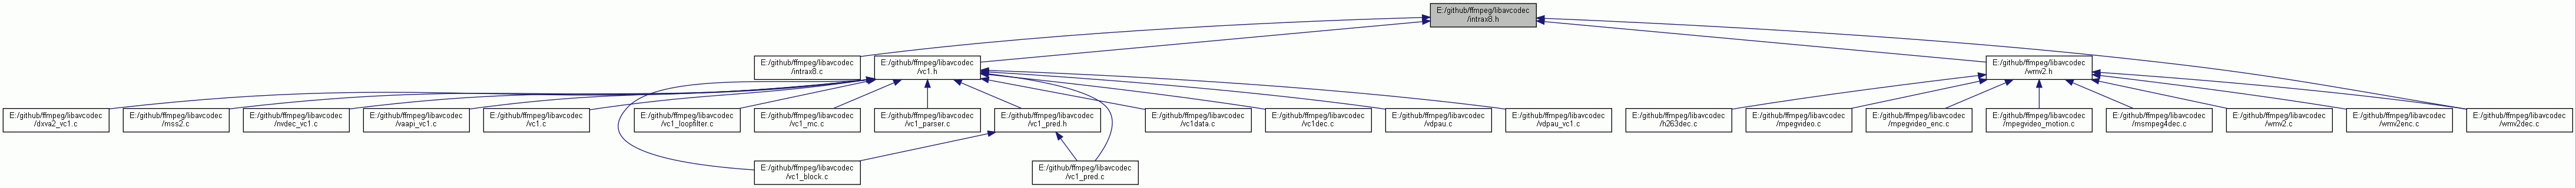 E:/github/ffmpeg/libavcodec
/intrax8.h
E:/github/ffmpeg/libavcodec
/intrax8.c
E:/github/ffmpeg/libavcodec
/vc1.h
E:/github/ffmpeg/libavcodec
/wmv2.h
E:/github/ffmpeg/libavcodec
/dxva2_vc1.c
E:/github/ffmpeg/libavcodec
/mss2.c
E:/github/ffmpeg/libavcodec
/nvdec_vc1.c
E:/github/ffmpeg/libavcodec
/vaapi_vc1.c
E:/github/ffmpeg/libavcodec
/vc1.c
E:/github/ffmpeg/libavcodec
/vc1_loopfilter.c
E:/github/ffmpeg/libavcodec
/vc1_mc.c
E:/github/ffmpeg/libavcodec
/vc1_parser.c
E:/github/ffmpeg/libavcodec
/vc1_pred.h
E:/github/ffmpeg/libavcodec
/vc1data.c
E:/github/ffmpeg/libavcodec
/vc1dec.c
E:/github/ffmpeg/libavcodec
/vdpau.c
E:/github/ffmpeg/libavcodec
/vdpau_vc1.c
E:/github/ffmpeg/libavcodec
/h263dec.c
E:/github/ffmpeg/libavcodec
/mpegvideo.c
E:/github/ffmpeg/libavcodec
/mpegvideo_enc.c
E:/github/ffmpeg/libavcodec
/mpegvideo_motion.c
E:/github/ffmpeg/libavcodec
/msmpeg4dec.c
E:/github/ffmpeg/libavcodec
/wmv2.c
E:/github/ffmpeg/libavcodec
/wmv2enc.c
E:/github/ffmpeg/libavcodec
/wmv2dec.c
E:/github/ffmpeg/libavcodec
/vc1_block.c
E:/github/ffmpeg/libavcodec
/vc1_pred.c